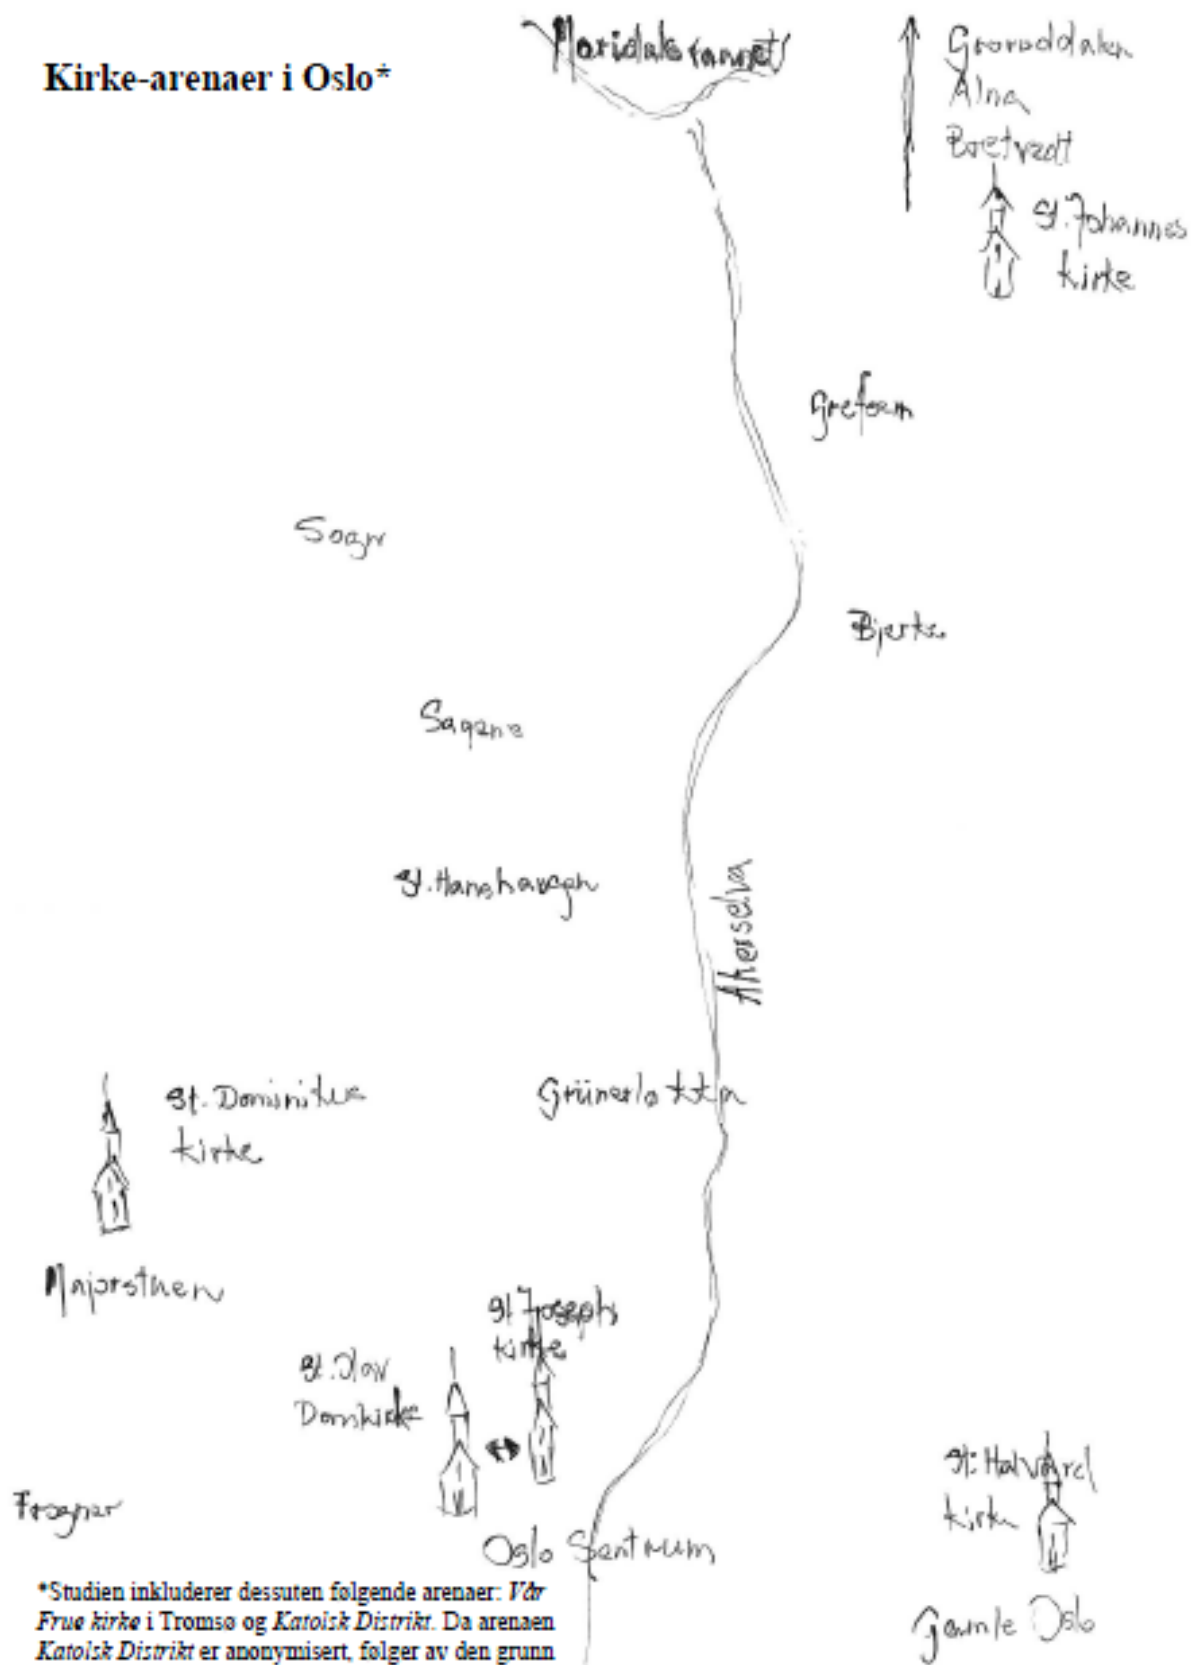 Kirke-arenaer i Oslo*
Maridalsvannet
Groruddalen
Alna
Bretvedt
St. Johannes
kirke
Grefsen
Sogn
Bjerke
Sagene
St. Hanshaugen
Akerselva
Grünerløkka
St. Dominikus
kirke
Majorstuen
St Josephs
kirke
St. Olav
Domkirke
St. Halvard
kirke
Frogner
Oslo Sentrum
Gamle Oslo
*Studien inkluderer dessuten følgende arenaer: Vår
Frue kirke i Tromsø og Katolsk Distrikt. Da arenaen
Katolsk Distrikt er anonymisert, følger av den grunn